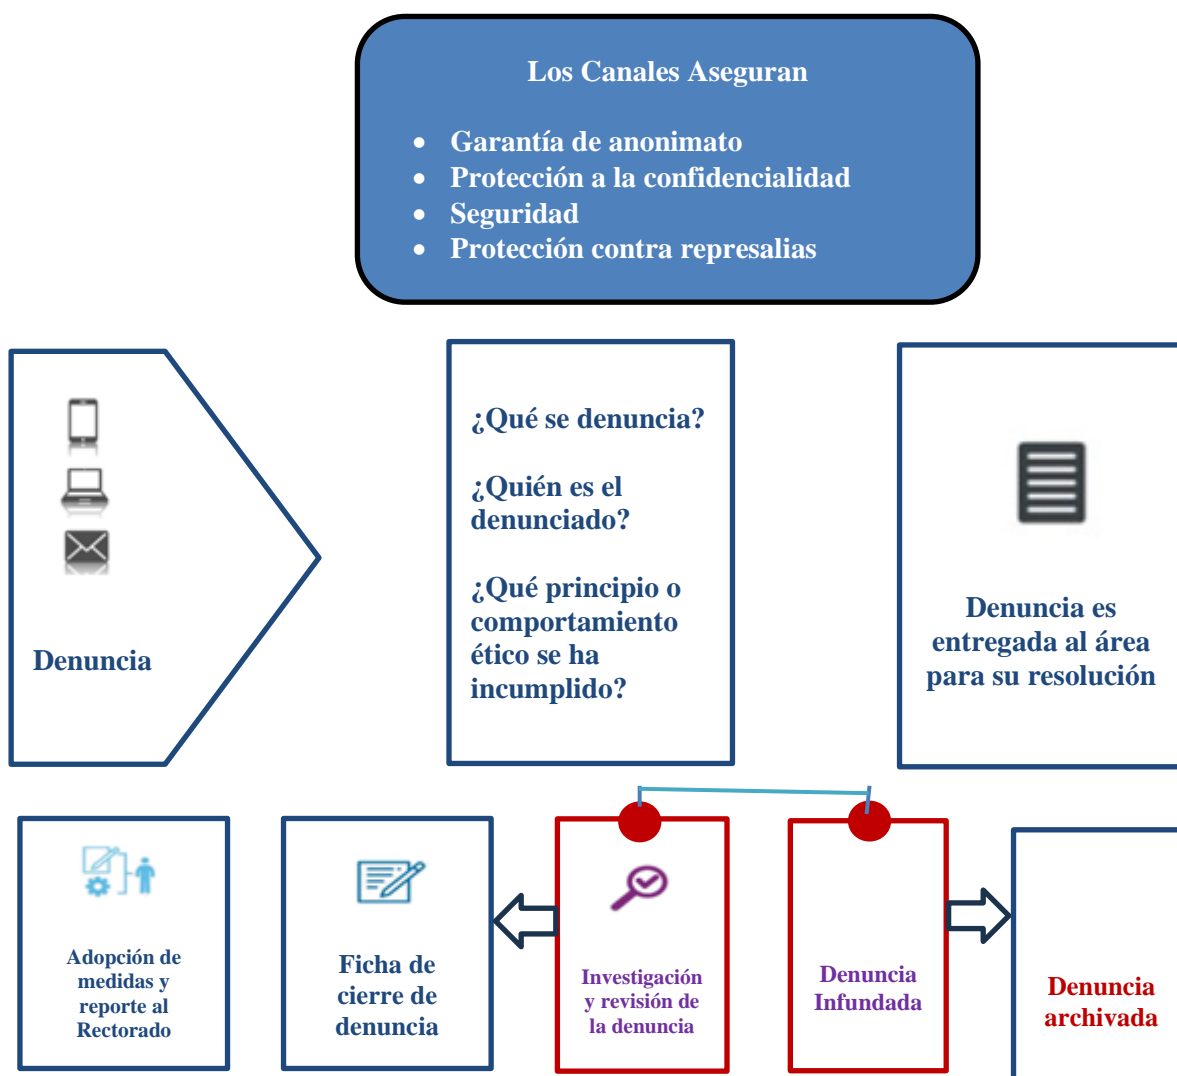 Los Canales Aseguran
• Garantía de anonimato
• Protección a la confidencialidad
• Seguridad
• Protección contra represalias
Denuncia
¿Qué se denuncia?
¿Quién es el
denunciado?
¿Qué principio o
comportamiento
ético se ha
incumplido?
Denuncia es
entregada al área
para su resolución
Adopción de
medidas y
reporte al
Rectorado
Ficha de
cierre de
denuncia
Investigación
y revisión de
la denuncia
Denuncia
Infundada
Denuncia
archivada